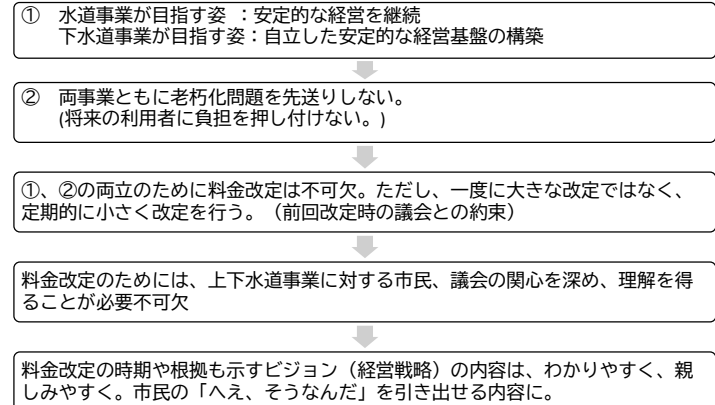 ① 水道事業が目指す姿 ：安定的な経営を継続
下水道事業が目指す姿：自立した安定的な経営基盤の構築
② 両事業ともに老朽化問題を先送りしない。
(将来の利用者に負担を押し付けない。)
①、②の両立のために料金改定は不可欠。ただし、一度に大きな改定ではなく、
定期的に小さく改定を行う。（前回改定時の議会との約束）
料金改定のためには、上下水道事業に対する市民、議会の関心を深め、理解を得
ることが必要不可欠
料金改定の時期や根拠も示すビジョン（経営戦略）の内容は、わかりやすく、親
しみやすく。市民の「へえ、そうなんだ」を引き出せる内容に。